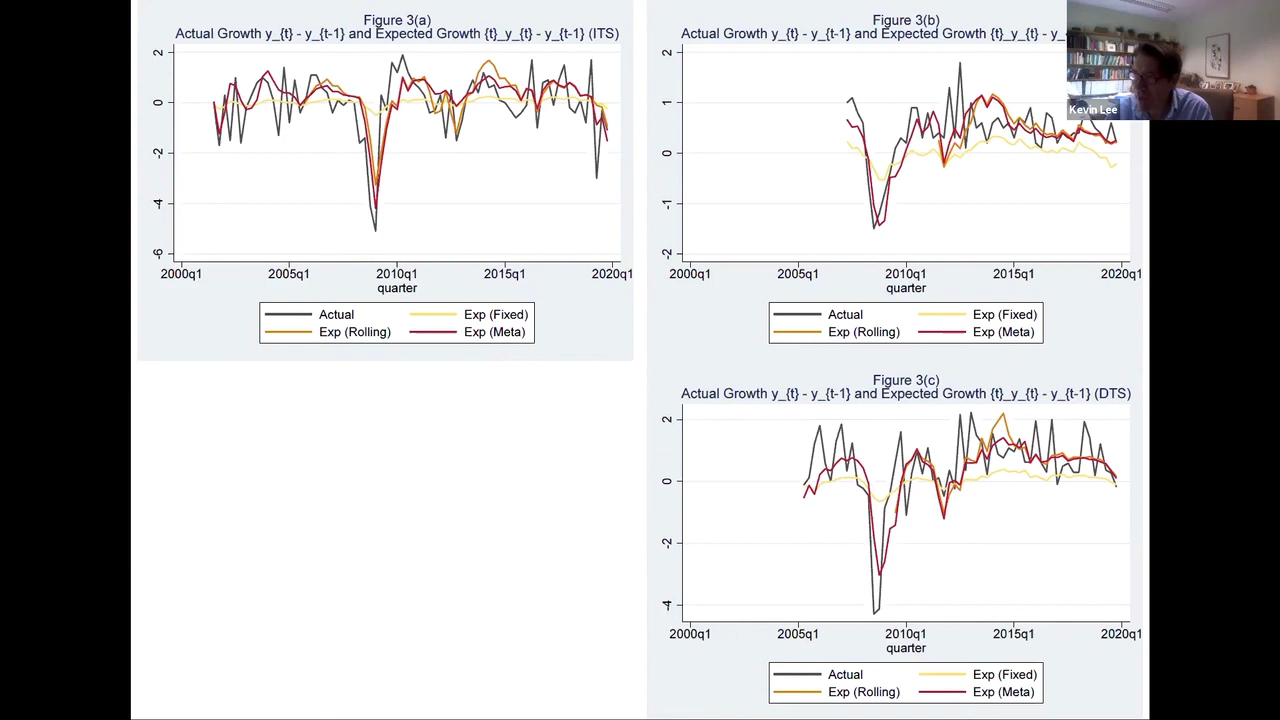 Figure 3(a)
Actual Growth y_{t} - y_{t-1} and Expected Growth {t}_y_{t} - y_{t-1} (ITS)
2
0
-2
-4
-6
2000q1 2005q1 2010q1 2015q1 2020q1
quarter
Actual Exp (Fixed)
Exp (Rolling) Exp (Meta)
Figure 3(b)
Actual Growth y_{t} - y_{t-1} and Expected Growth {t}_y_{t} - y_
2
1
0
-1
-2
2000q1 2005q1 2010q1 2015q1 2020q1
quarter
Actual Exp (Fixed)
Exp (Rolling) Exp (Meta)
Kevin Lee
Figure 3(c)
Actual Growth y_{t} - y_{t-1} and Expected Growth {t}_y_{t} - y_{t-1} (DTS)
2
0
-2
-4
2000q1 2005q1 2010q1 2015q1 2020q1
quarter
Actual Exp (Fixed)
Exp (Rolling) Exp (Meta)